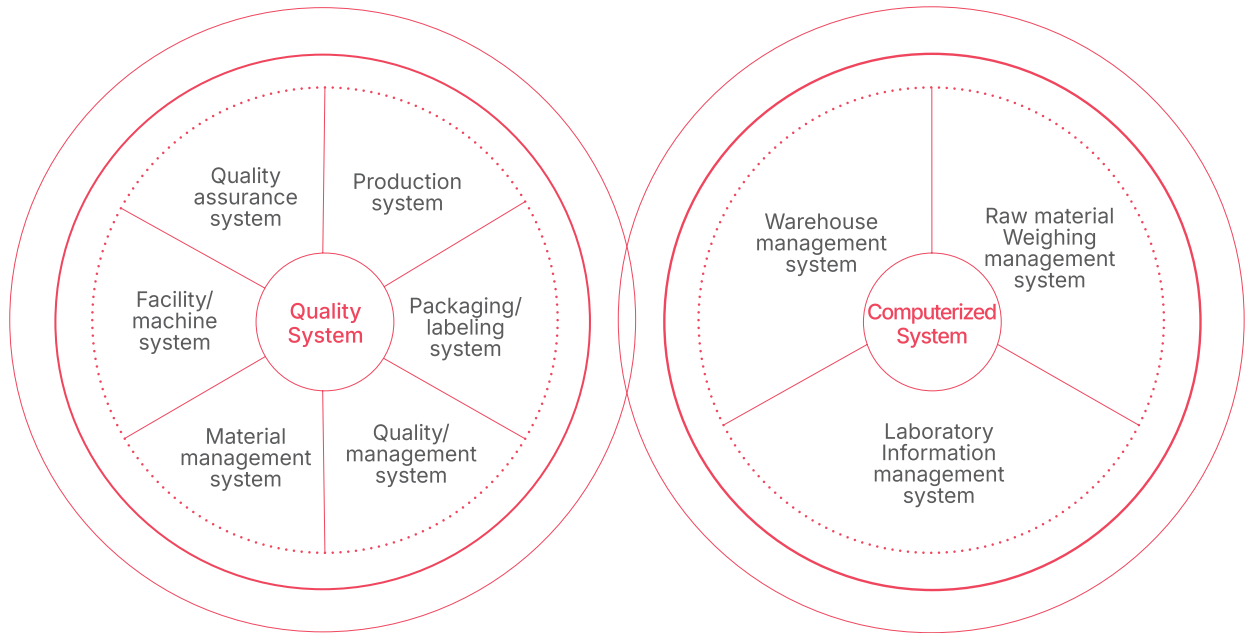 Quality
assurance
system
Production
system
Facility/
machine
system
Quality
System
Packaging/
labeling
system
Material
management
system
Quality/
management
system
Warehouse
management
system
Raw material
Weighing
management
system
Computerized
System
Laboratory
Information
management
system